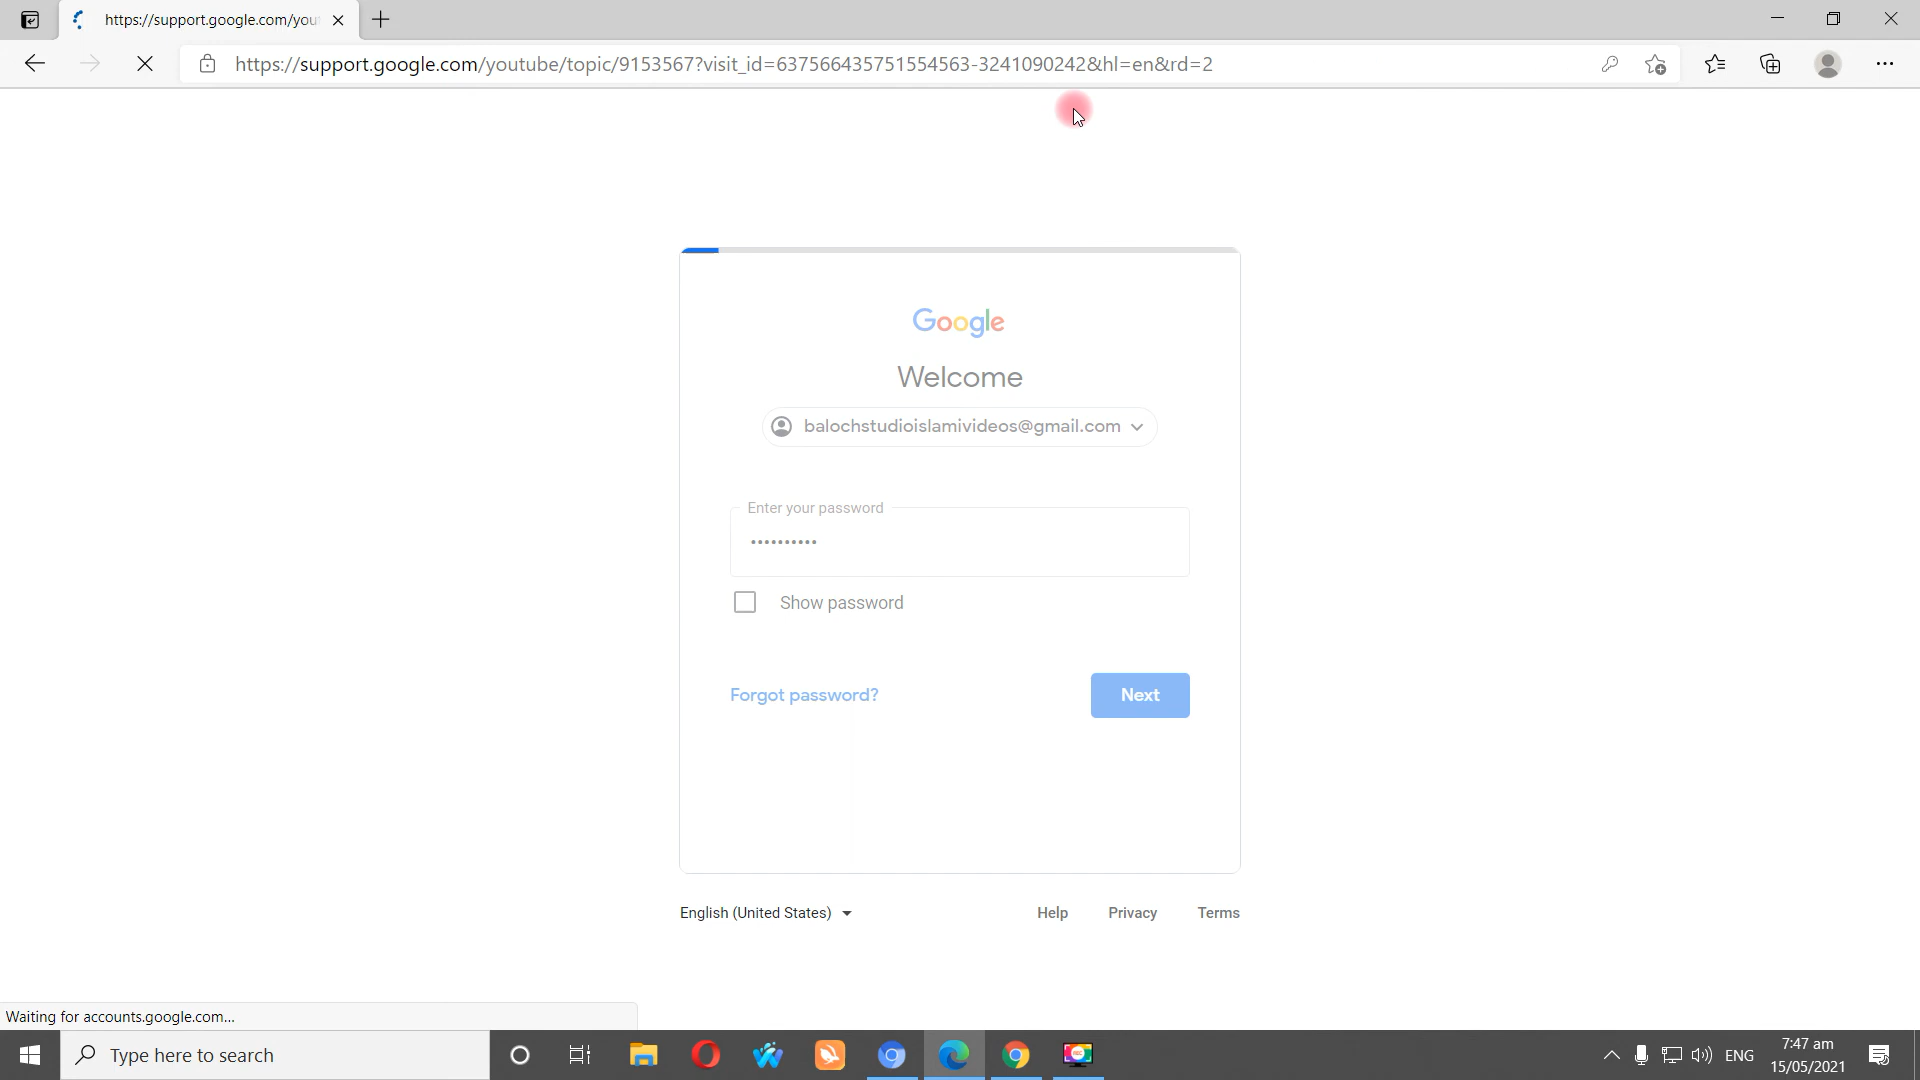 https://support.google.com/you
https://support.google.com/youtube/topic/9153567?visit_id=637566435751554563-3241090242&hl=en&rd=2
Google
Welcome
balochstudioislamivideos@gmail.com
Enter your password
••••••••••
Show password
Forgot password?
Next
English (United States)
Help
Privacy
Terms
Waiting for accounts.google.com...
Type here to search
ENG
7:47 am
15/05/2021